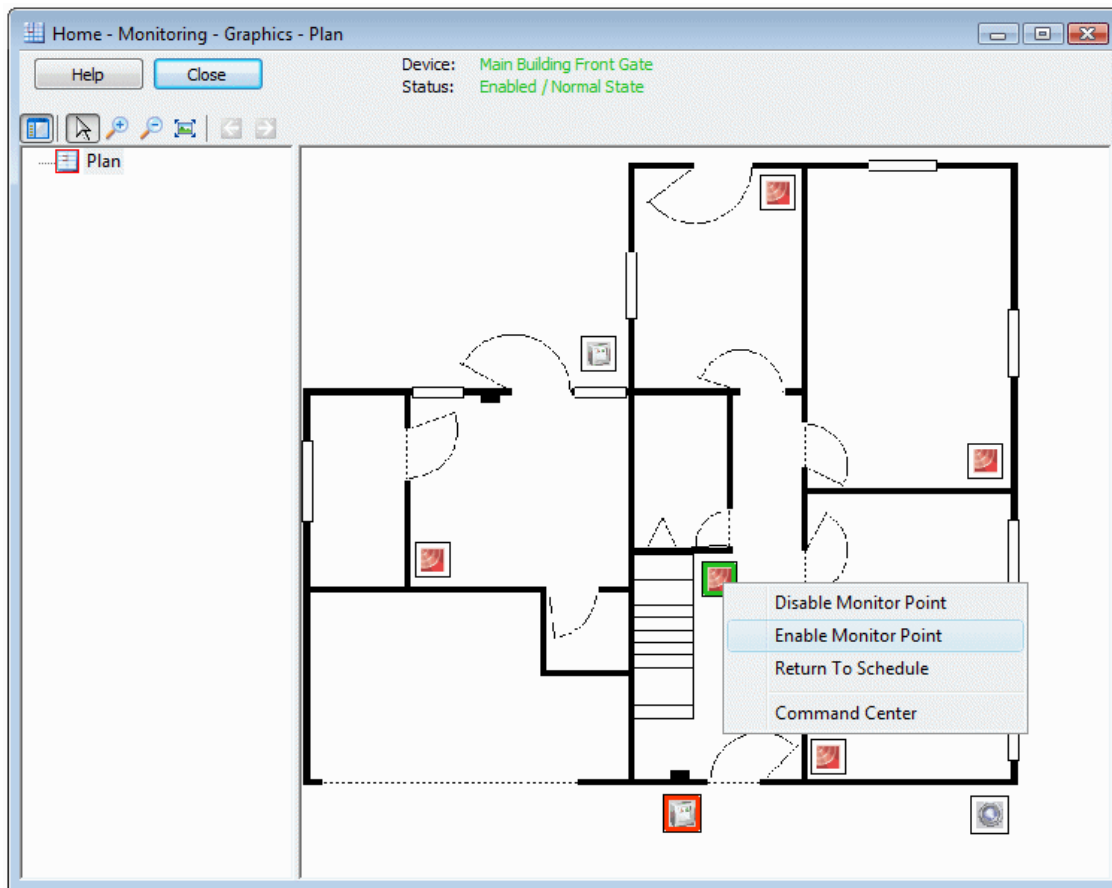 Home - Monitoring - Graphics - Plan
Help
Close
Device: Main Building Front Gate
Status: Enabled / Normal State
Plan
Disable Monitor Point
Enable Monitor Point
Return To Schedule
Command Center